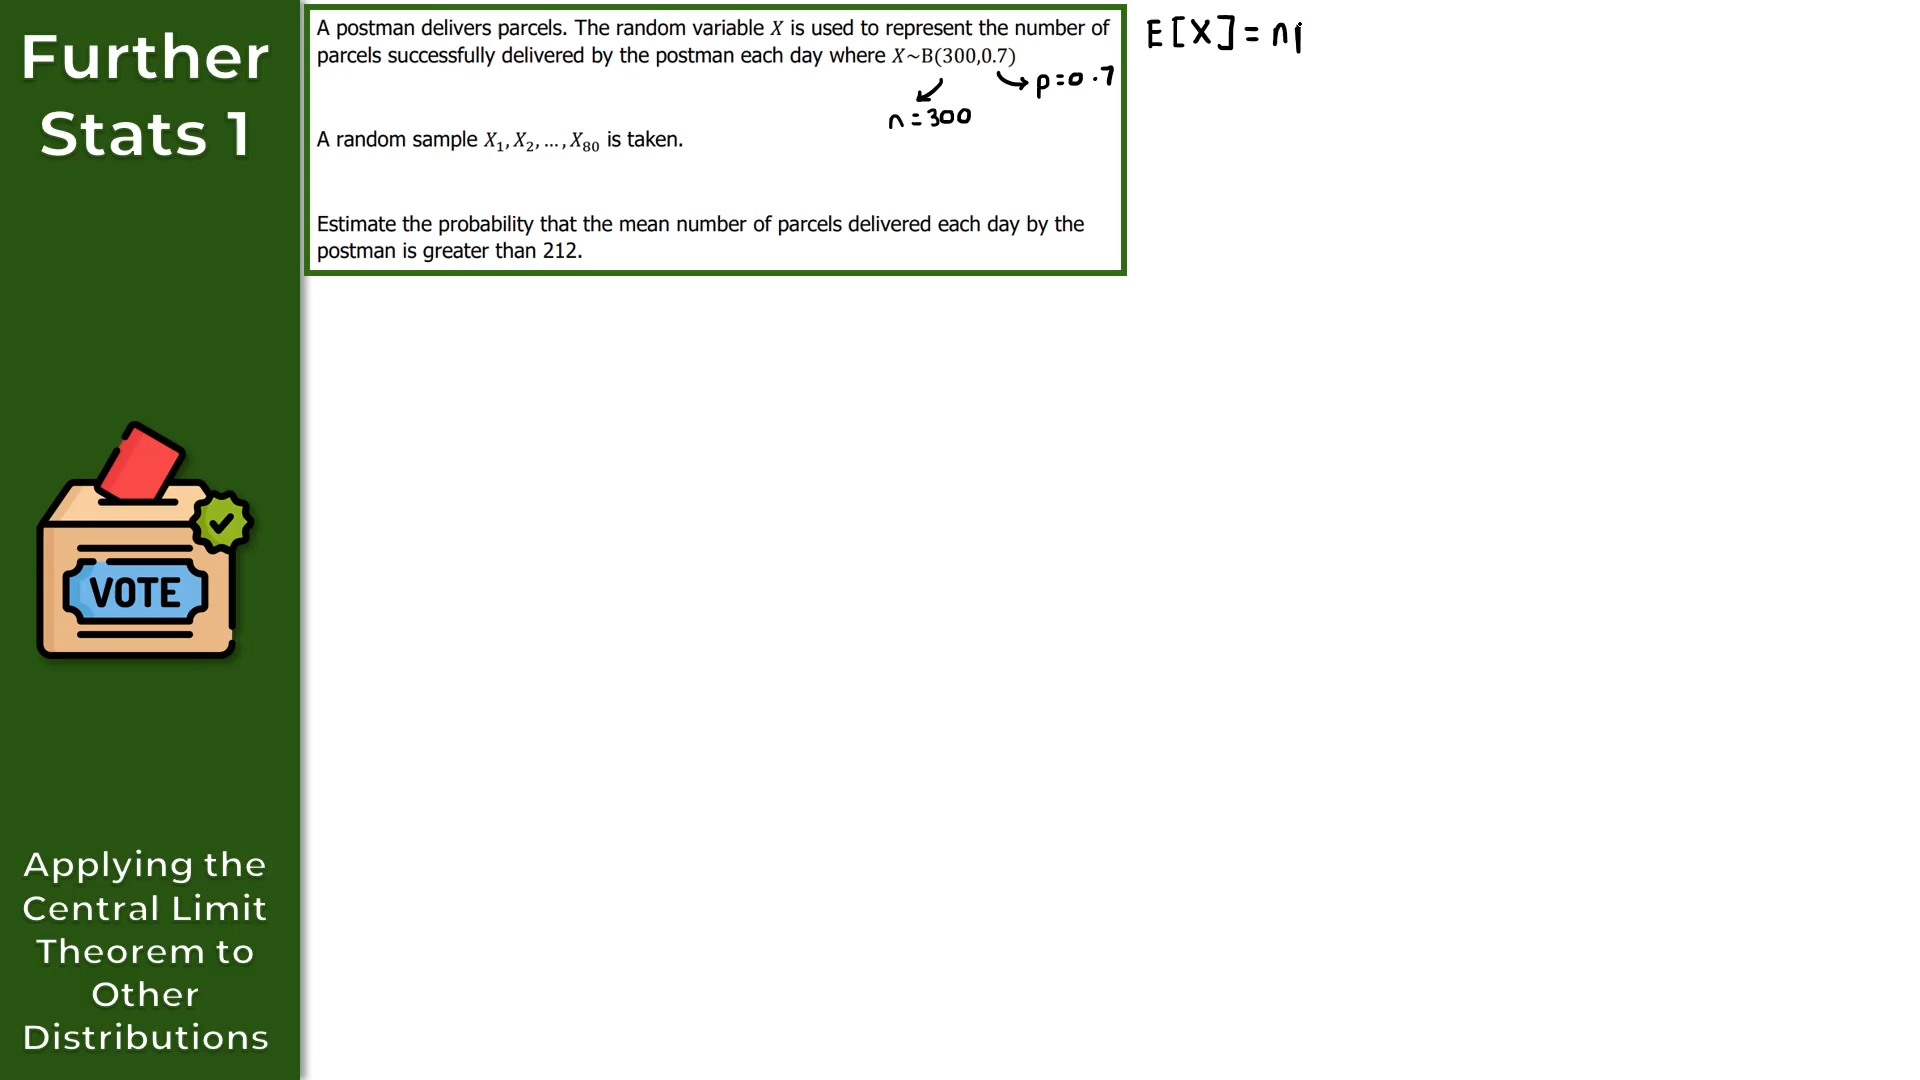 Further
Stats 1
A postman delivers parcels. The random variable X is used to represent the number of
parcels successfully delivered by the postman each day where X~B(300,0.7)
p=0.7
n=300
A random sample X₁, X₂, ..., X₈₀ is taken.
Estimate the probability that the mean number of parcels delivered each day by the
postman is greater than 212.
E[X]=n
VOTE
Applying the
Central Limit
Theorem to
Other
Distributions